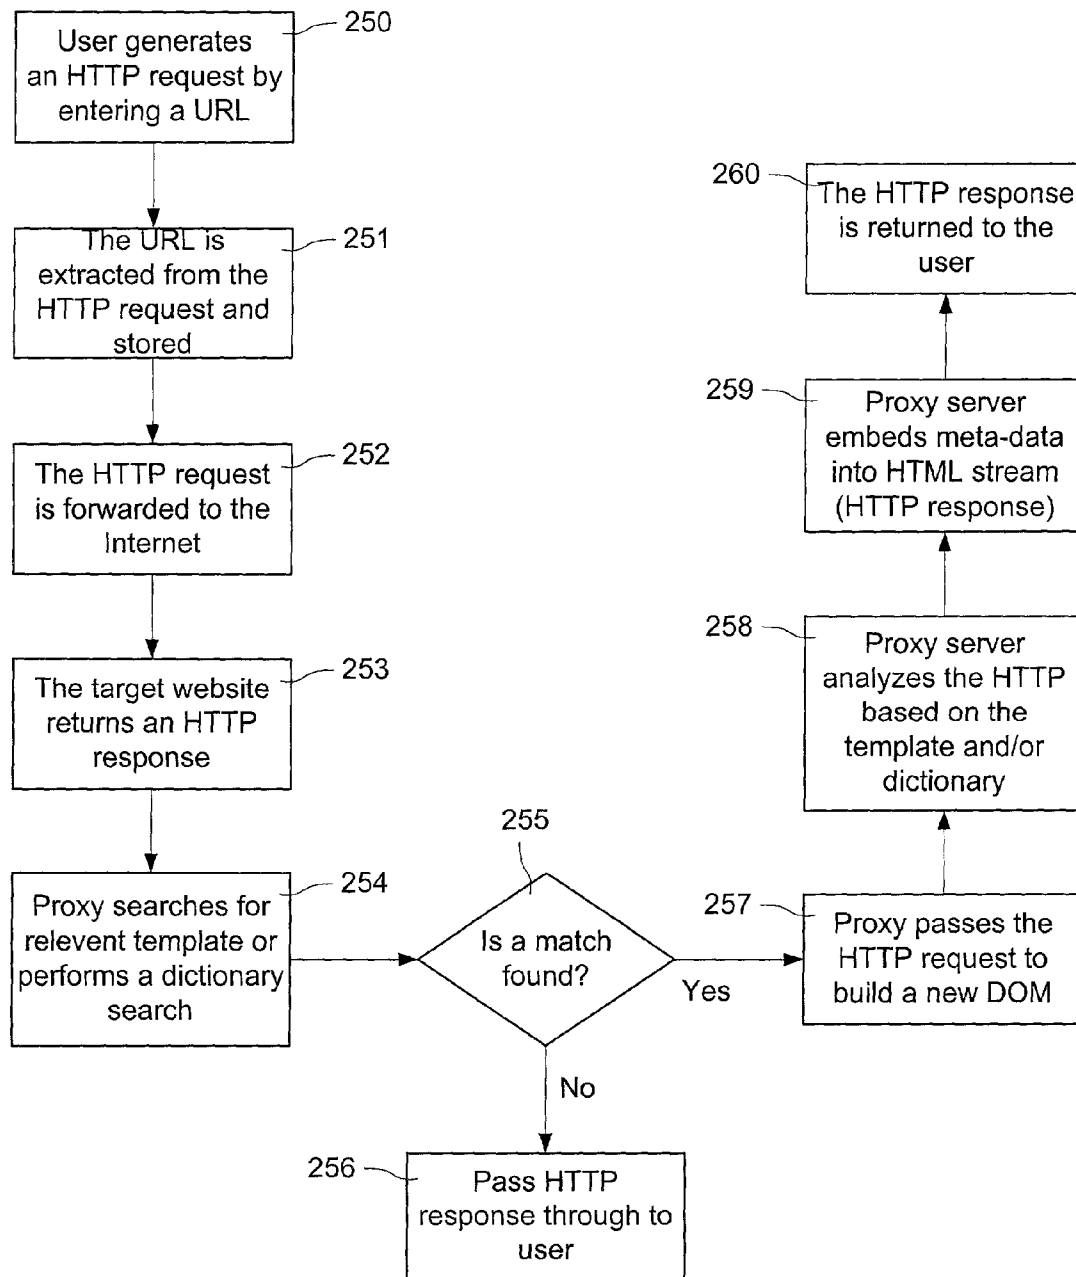 250
User generates
an HTTP request by
entering a URL
251
The URL is
extracted from the
HTTP request and
stored
252
The HTTP request
is forwarded to the
Internet
253
The target website
returns an HTTP
response
254
Proxy searches for
relevent template or
performs a dictionary
search
255
Is a match
found?
Yes
No
256
Pass HTTP
response through to
user
257
Proxy passes the
HTTP request to
build a new DOM
258
Proxy server
analyzes the HTTP
based on the
template and/or
dictionary
259
Proxy server
embeds meta-data
into HTML stream
(HTTP response)
260
The HTTP response
is returned to the
user